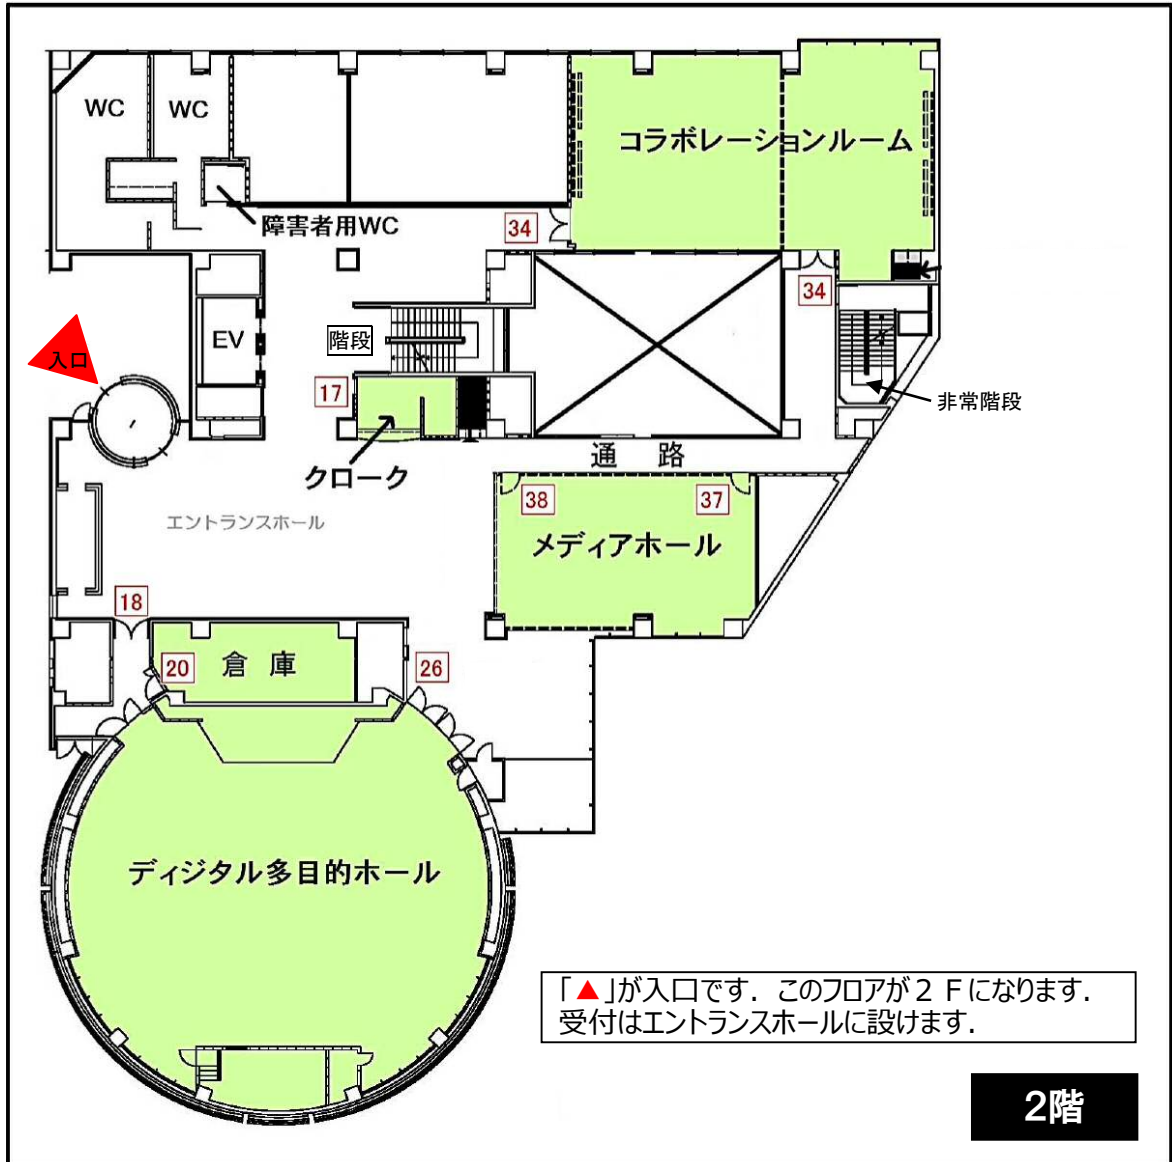 WC
WC
コラボレーションルーム
障害者用WC
34
34
EV
階段
入口
17
非常階段
クローク
通 路
38
37
エントランスホール
メディアホール
18
20
倉 庫
26
ディジタル多目的ホール
「▲」が入口です．このフロアが２Ｆになります．
受付はエントランスホールに設けます．
2階